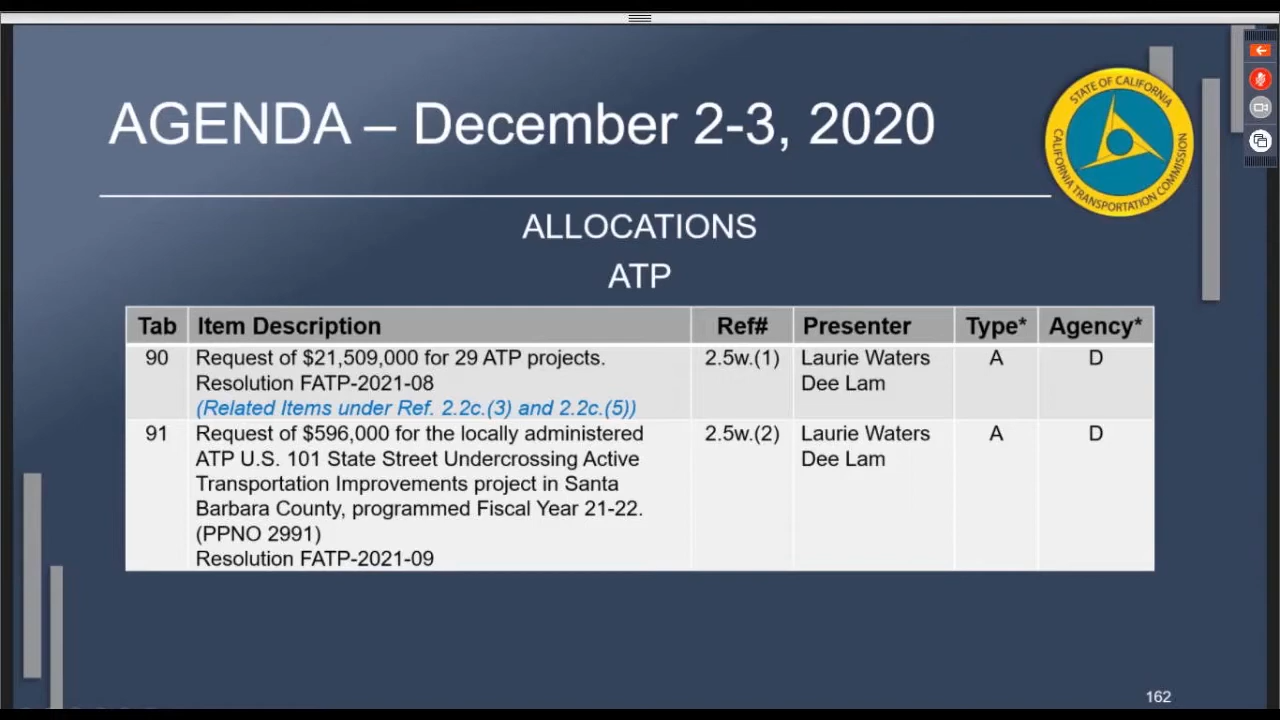 AGENDA – December 2-3, 2020
STATE OF CALIFORNIA
CALIFORNIA TRANSPORTATION COMMISSION
ALLOCATIONS
ATP
Tab Item Description Ref# Presenter Type* Agency*
90 Request of $21,509,000 for 29 ATP projects. 2.5w.(1) Laurie Waters A D
Resolution FATP-2021-08 Dee Lam
(Related Items under Ref. 2.2c.(3) and 2.2c.(5))
91 Request of $596,000 for the locally administered 2.5w.(2) Laurie Waters A D
ATP U.S. 101 State Street Undercrossing Active Dee Lam
Transportation Improvements project in Santa
Barbara County, programmed Fiscal Year 21-22.
(PPNO 2991)
Resolution FATP-2021-09
162